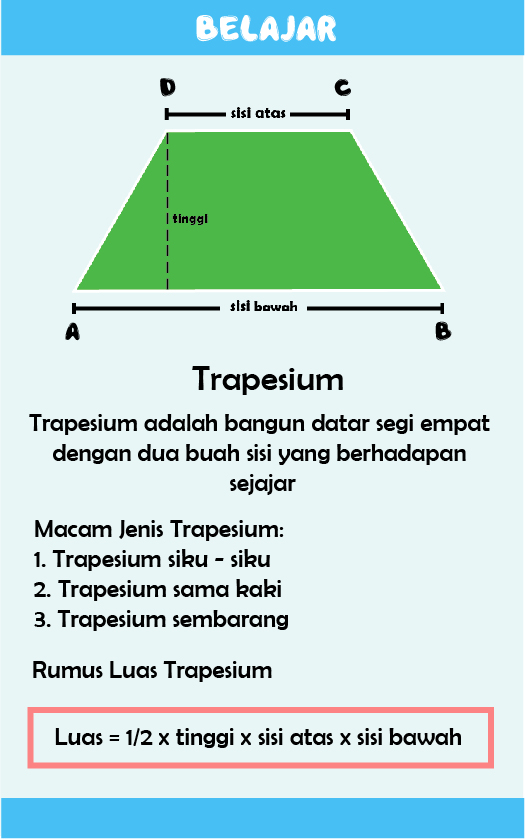 BELAJAR
D C
sisi atas
tinggi
sisi bawah
A B
Trapesium
Trapesium adalah bangun datar segi empat
dengan dua buah sisi yang berhadapan
sejajar
Macam Jenis Trapesium:
1. Trapesium siku - siku
2. Trapesium sama kaki
3. Trapesium sembarang
Rumus Luas Trapesium
Luas = 1/2 x tinggi x sisi atas x sisi bawah